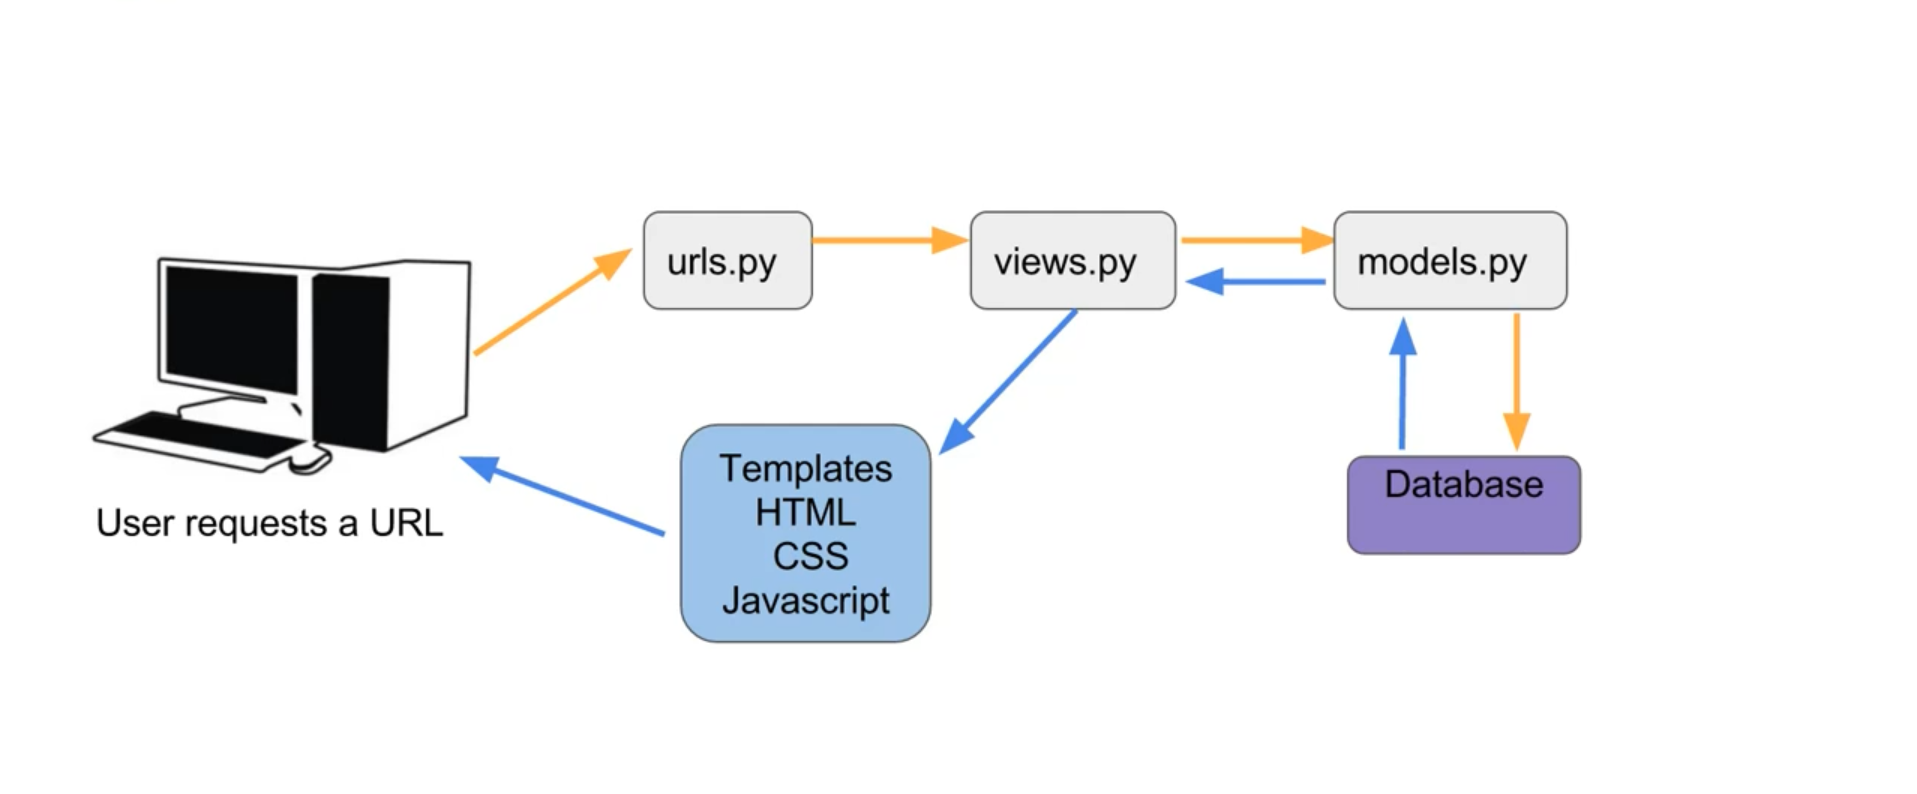 urls.py
views.py
models.py
User requests a URL
Templates
HTML
CSS
Javascript
Database